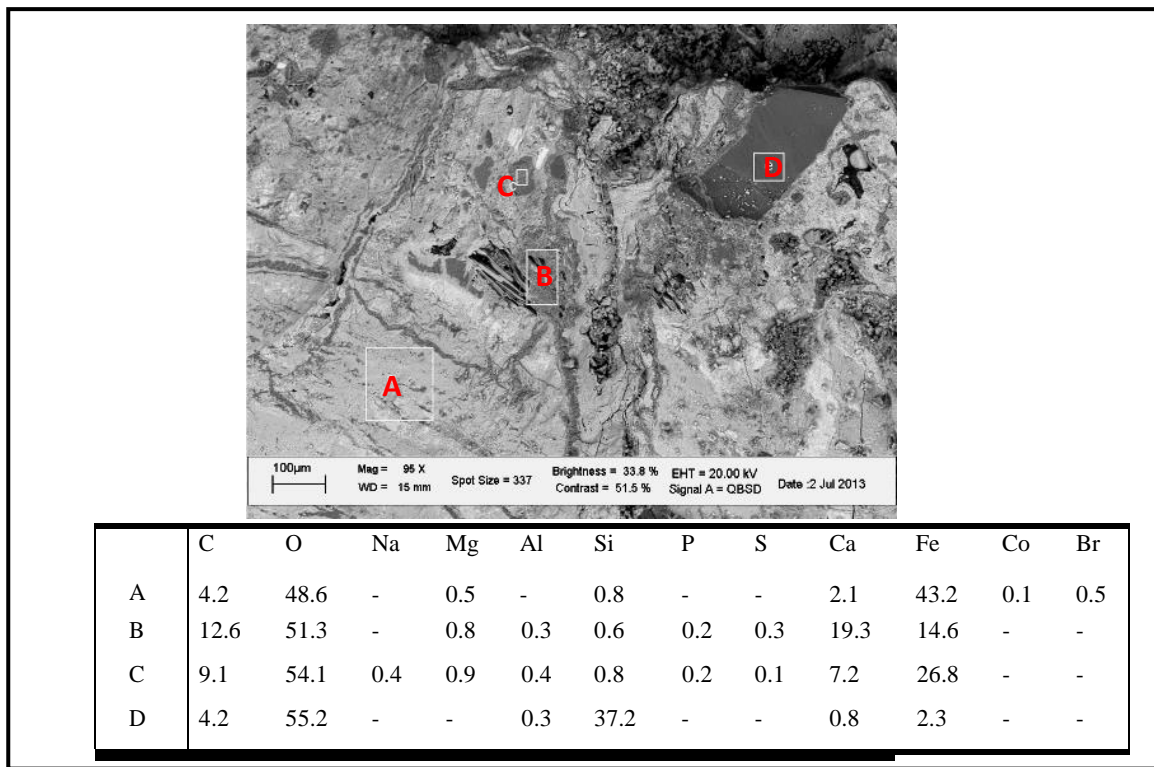 D
C
B
A
100µm
Mag = 95 X
WD = 15 mm
Spot Size = 337
Brightness = 33.8 %
Contrast = 51.5 %
EHT = 20.00 kV
Signal A = QBSD
Date :2 Jul 2013
C O Na Mg Al Si P S Ca Fe Co Br
A 4.2 48.6 - 0.5 - 0.8 - - 2.1 43.2 0.1 0.5
B 12.6 51.3 - 0.8 0.3 0.6 0.2 0.3 19.3 14.6 - -
C 9.1 54.1 0.4 0.9 0.4 0.8 0.2 0.1 7.2 26.8 - -
D 4.2 55.2 - - 0.3 37.2 - - 0.8 2.3 - -